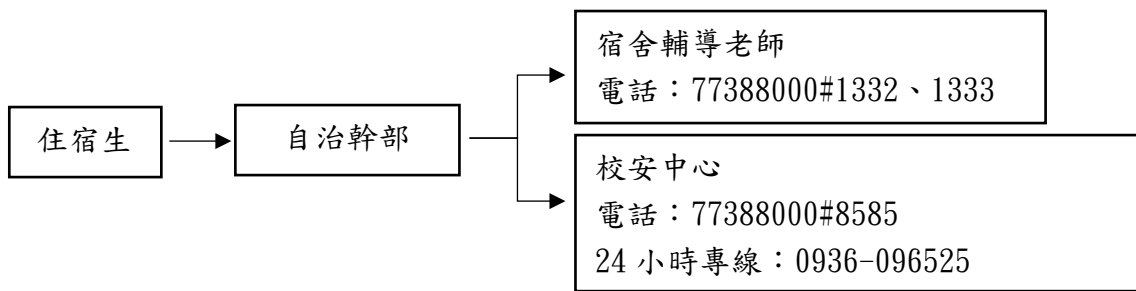 住宿生
自治幹部
宿舍輔導老師
電話：77388000#1332、1333
校安中心
電話：77388000#8585
24 小時專線：0936-096525